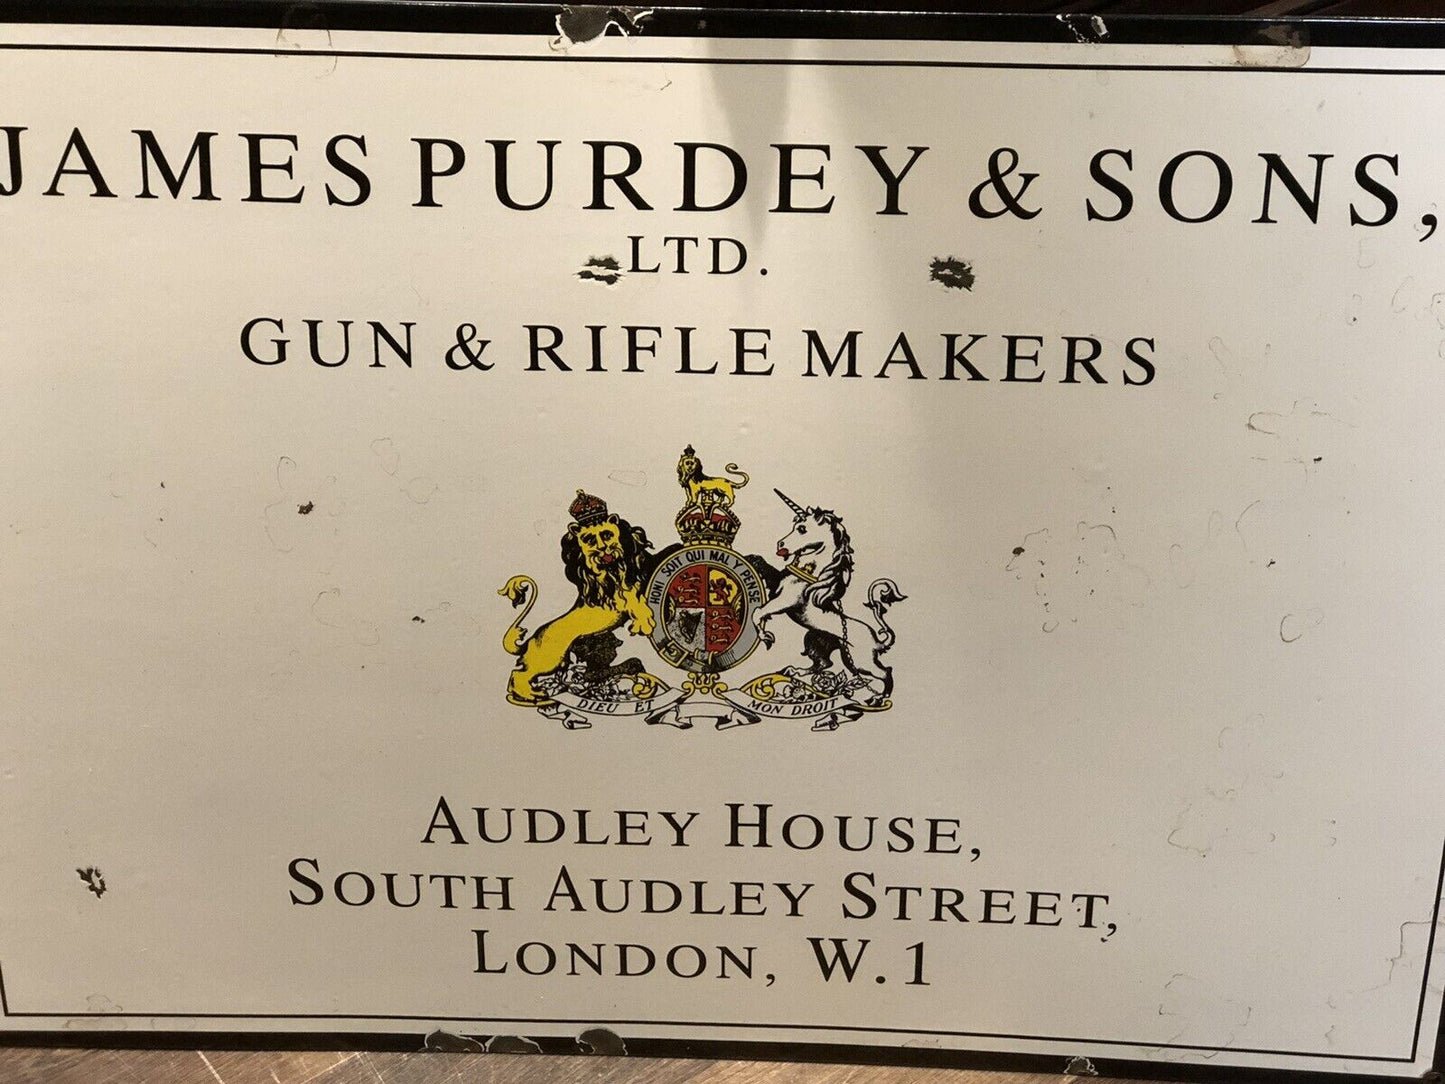 JAMES PURDEY & SONS,
LTD.
GUN & RIFLE MAKERS
HONI SOIT QUI MAL Y PENSE
DIEU ET MON DROIT
AUDLEY HOUSE,
SOUTH AUDLEY STREET,
LONDON, W.1